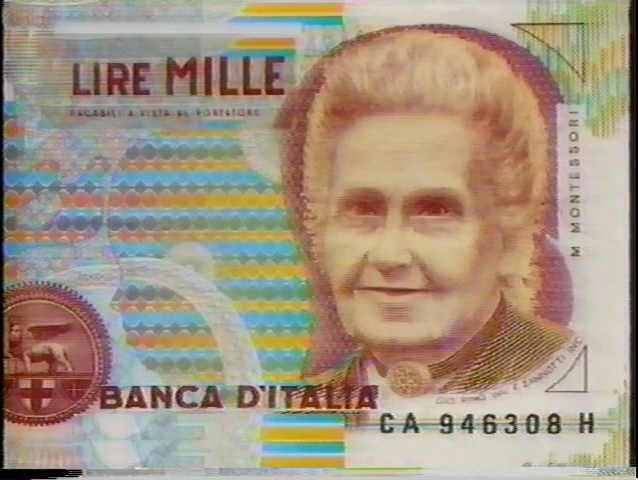 LIRE MILLE
PAGABILI A VISTA AL PORTATORE
M MONTESSORI
BANCA D'ITALIA
CA 946308 H